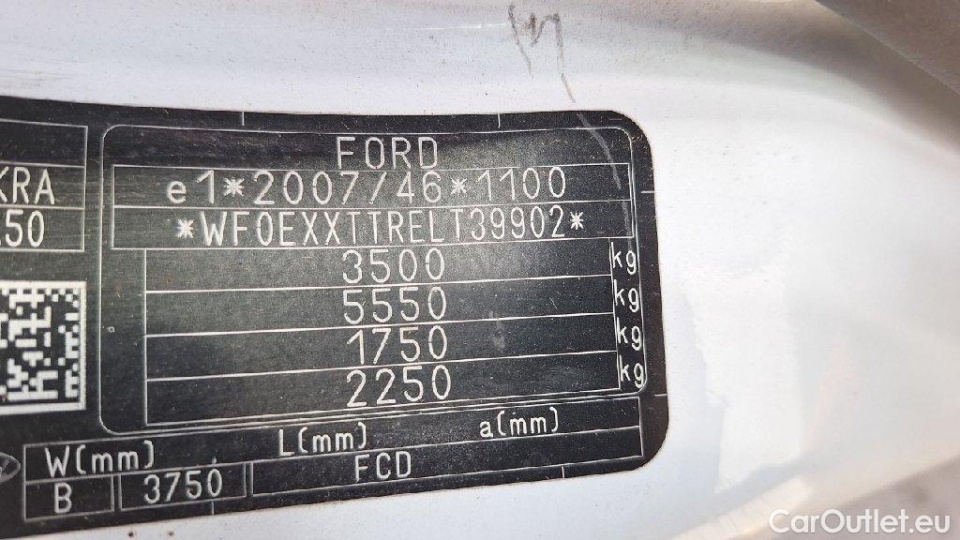 FORD
e1*2007/46*1100
KRA
*WF0EXXTTRELT39902*
50
3500 kg
5550 kg
1750 kg
2250 kg
W(mm) L(mm) a(mm)
B 3750 FCD
CarOutlet.eu